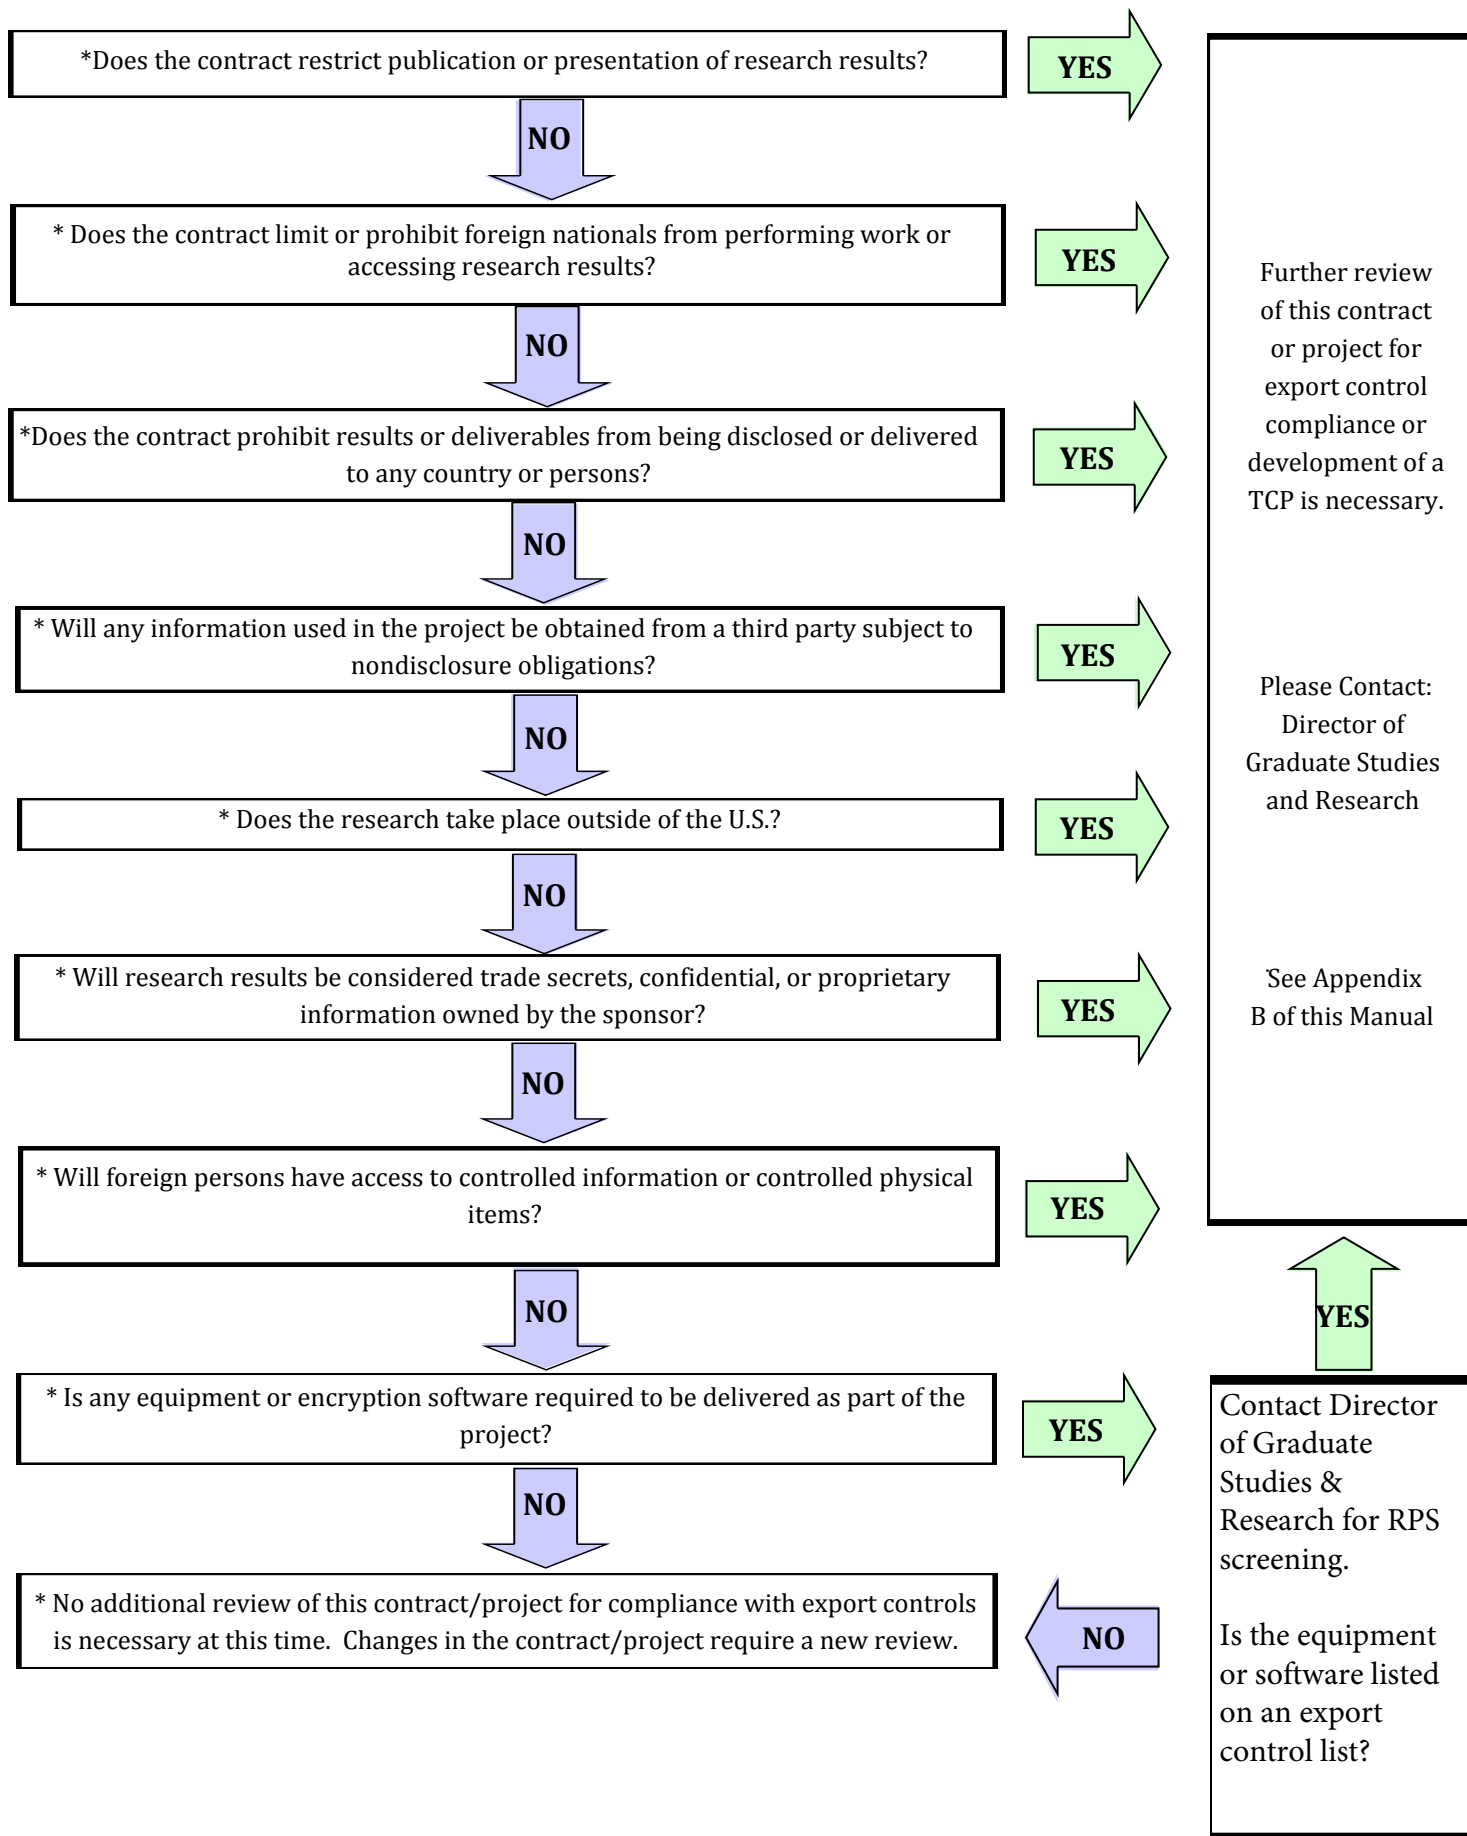 *Does the contract restrict publication or presentation of research results?
YES
NO
* Does the contract limit or prohibit foreign nationals from performing work or
accessing research results?
YES
NO
*Does the contract prohibit results or deliverables from being disclosed or delivered
to any country or persons?
YES
NO
* Will any information used in the project be obtained from a third party subject to
nondisclosure obligations?
YES
NO
* Does the research take place outside of the U.S.?
YES
NO
* Will research results be considered trade secrets, confidential, or proprietary
information owned by the sponsor?
YES
NO
* Will foreign persons have access to controlled information or controlled physical
items?
YES
NO
* Is any equipment or encryption software required to be delivered as part of the
project?
YES
NO
* No additional review of this contract/project for compliance with export controls
is necessary at this time. Changes in the contract/project require a new review.
NO
Further review
of this contract
or project for
export control
compliance or
development of a
TCP is necessary.
Please Contact:
Director of
Graduate Studies
and Research
See Appendix
B of this Manual
YES
Contact Director
of Graduate
Studies &
Research for RPS
screening.
Is the equipment
or software listed
on an export
control list?